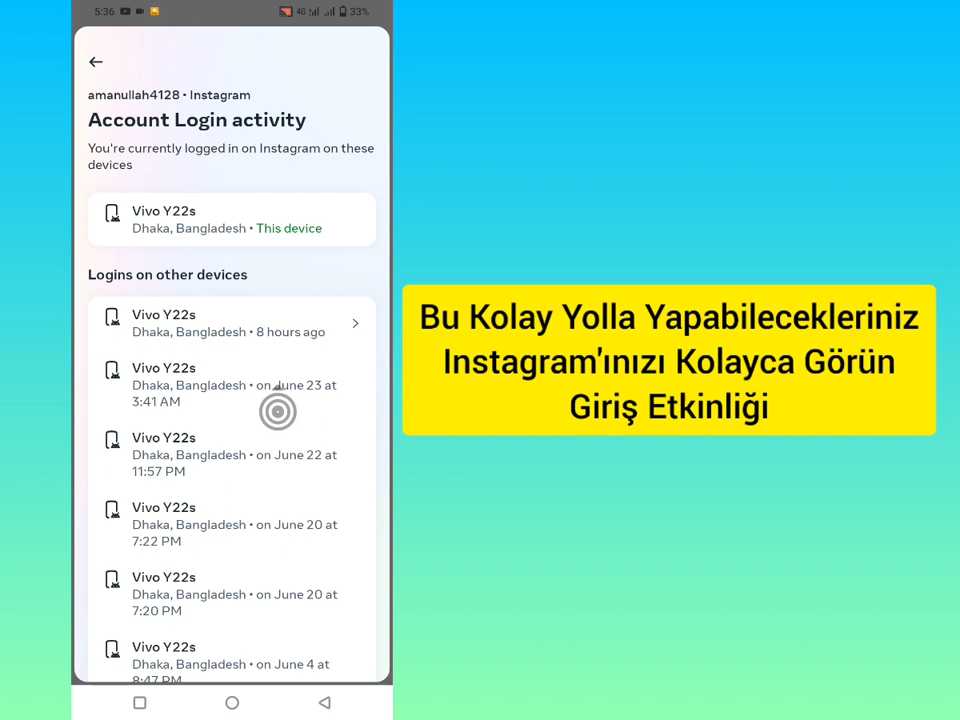 5:36 4G 33%
amanullah4128 • Instagram
Account Login activity
You're currently logged in on Instagram on these
devices
Vivo Y22s
Dhaka, Bangladesh • This device
Logins on other devices
Vivo Y22s
Dhaka, Bangladesh • 8 hours ago
Vivo Y22s
Dhaka, Bangladesh • on June 23 at
3:41 AM
Vivo Y22s
Dhaka, Bangladesh • on June 22 at
11:57 PM
Vivo Y22s
Dhaka, Bangladesh • on June 20 at
7:22 PM
Vivo Y22s
Dhaka, Bangladesh • on June 20 at
7:20 PM
Vivo Y22s
Dhaka, Bangladesh • on June 4 at
8:47 PM
Bu Kolay Yolla Yapabilecekleriniz
Instagram'ınızı Kolayca Görün
Giriş Etkinliği